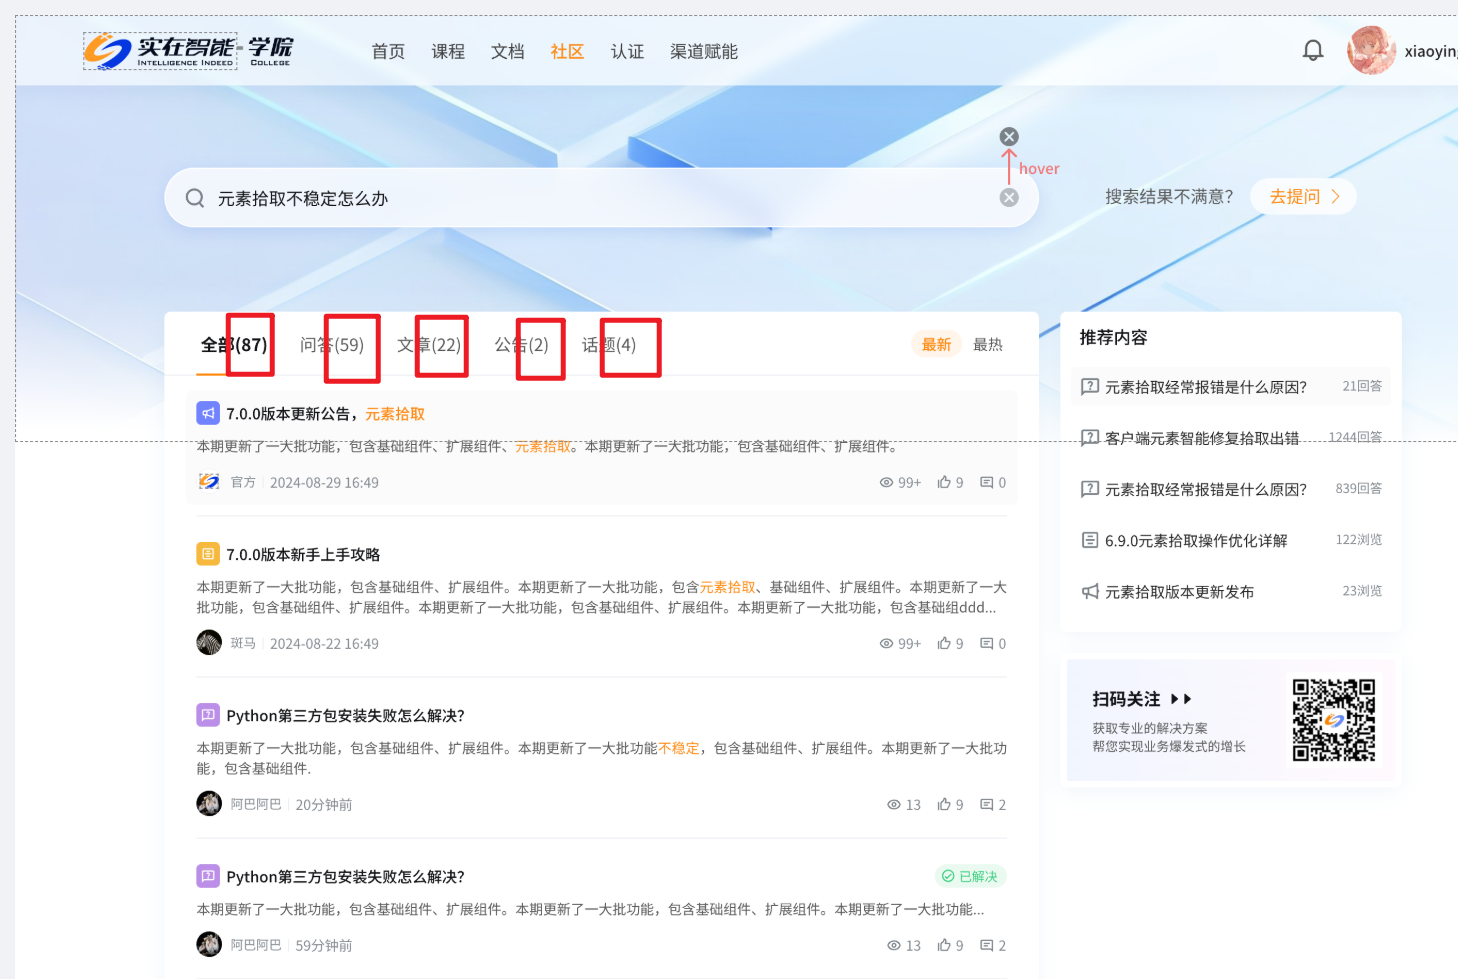 实在智能 - 学院
INTELLIGENCE INDEED COLLEGE
首页 课程 文档 社区 认证 渠道赋能
hover
元素拾取不稳定怎么办
搜索结果不满意？ 去提问
全部(87) 问答(59) 文章(22) 公告(2) 话题(4)
最新 最热
7.0.0版本更新公告，元素拾取
本期更新了一大批功能，包含基础组件、扩展组件、元素拾取。本期更新了一大批功能，包含基础组件、扩展组件。
官方 2024-08-29 16:49 99+ 9 0
7.0.0版本新手上手攻略
本期更新了一大批功能，包含基础组件、扩展组件。本期更新了一大批功能，包含元素拾取、基础组件、扩展组件。本期更新了一大
批功能，包含基础组件、扩展组件。本期更新了一大批功能，包含基础组件、扩展组件。本期更新了一大批功能，包含基础组ddd...
斑马 2024-08-22 16:49 99+ 9 0
Python第三方包安装失败怎么解决？
本期更新了一大批功能，包含基础组件、扩展组件。本期更新了一大批功能不稳定，包含基础组件、扩展组件。本期更新了一大批功
能，包含基础组件.
阿巴阿巴 20分钟前 13 9 2
Python第三方包安装失败怎么解决？ 已解决
本期更新了一大批功能，包含基础组件、扩展组件。本期更新了一大批功能，包含基础组件、扩展组件。本期更新了一大批功能...
阿巴阿巴 59分钟前 13 9 2
推荐内容
元素拾取经常报错是什么原因？ 21回答
客户端元素智能修复拾取出错 1244回答
元素拾取经常报错是什么原因？ 839回答
6.9.0元素拾取操作优化详解 122浏览
元素拾取版本更新发布 23浏览
扫码关注
获取专业的解决方案
帮您实现业务爆发式的增长